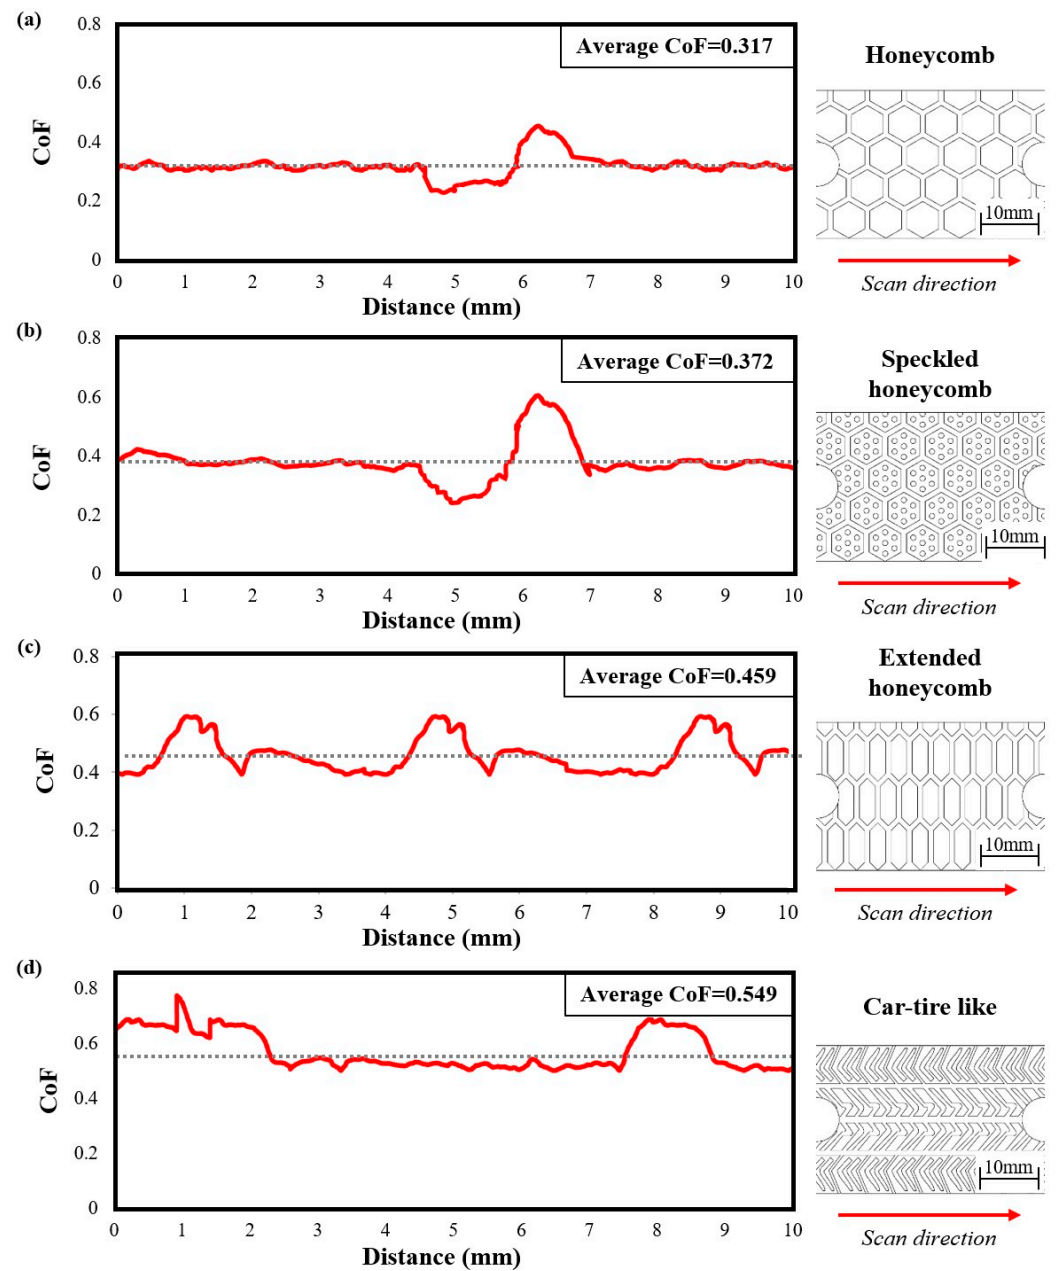 (a)
0.8
0.6
0.4
0.2
0
CoF
Average CoF=0.317
0 1 2 3 4 5 6 7 8 9 10
Distance (mm)
Honeycomb
10mm
Scan direction
(b)
0.8
0.6
0.4
0.2
0
CoF
Average CoF=0.372
0 1 2 3 4 5 6 7 8 9 10
Distance (mm)
Speckled
honeycomb
10mm
Scan direction
(c)
0.8
0.6
0.4
0.2
0
CoF
Average CoF=0.459
0 1 2 3 4 5 6 7 8 9 10
Distance (mm)
Extended
honeycomb
10mm
Scan direction
(d)
0.8
0.6
0.4
0.2
0
CoF
Average CoF=0.549
0 1 2 3 4 5 6 7 8 9 10
Distance (mm)
Car-tire like
10mm
Scan direction